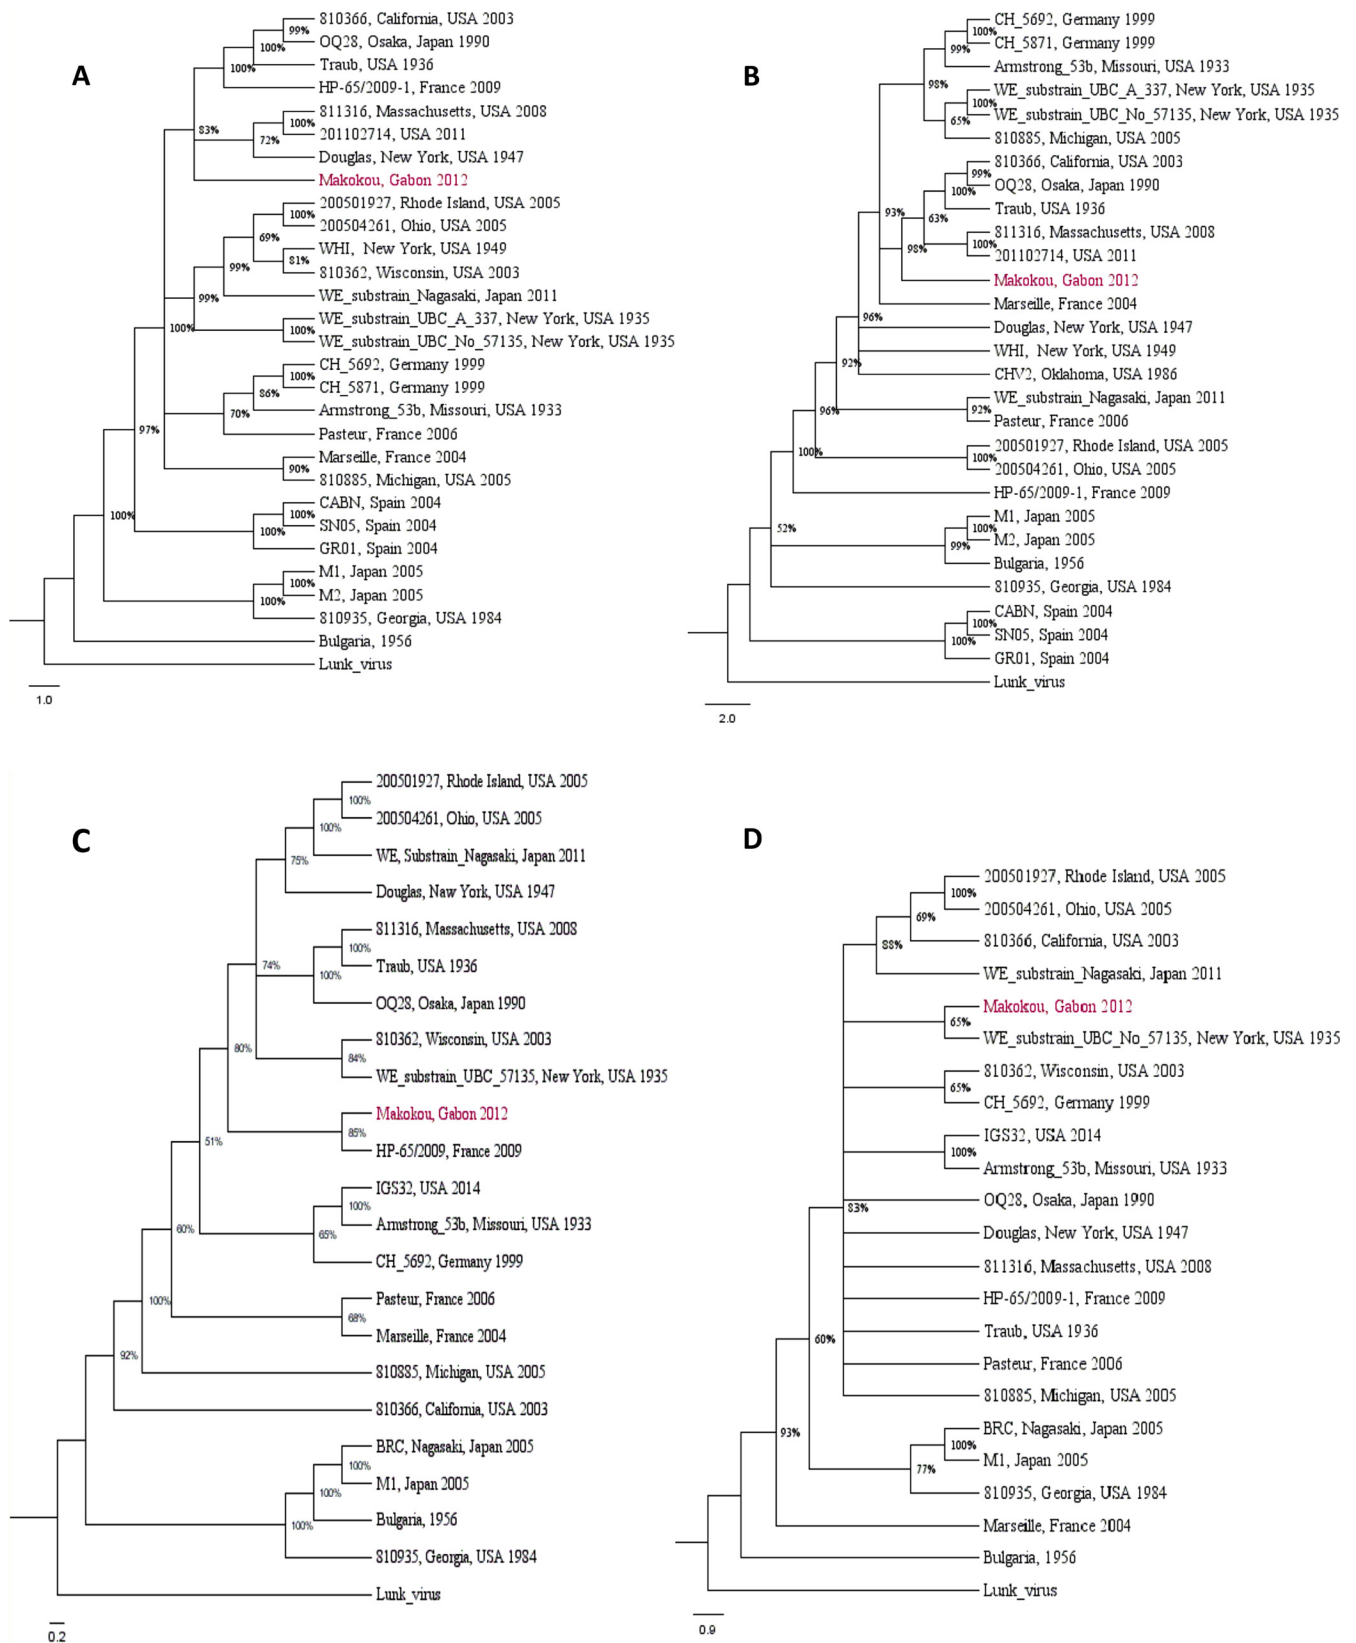 A
810366, California, USA 2003
99%
OQ28, Osaka, Japan 1990
100%
Traub, USA 1936
100%
HP-65/2009-1, France 2009
811316, Massachusetts, USA 2008
100%
83%
201102714, USA 2011
72%
Douglas, New York, USA 1947
Makokou, Gabon 2012
200501927, Rhode Island, USA 2005
100%
200504261, Ohio, USA 2005
69%
WHI, New York, USA 1949
81%
99%
810362, Wisconsin, USA 2003
WE_substrain_Nagasaki, Japan 2011
99%
WE_substrain_UBC_A_337, New York, USA 1935
100%
100%
WE_substrain_UBC_No_57135, New York, USA 1935
CH_5692, Germany 1999
100%
CH_5871, Germany 1999
86%
Armstrong_53b, Missouri, USA 1933
70%
97%
Pasteur, France 2006
Marseille, France 2004
90%
810885, Michigan, USA 2005
CABN, Spain 2004
100%
100%
SN05, Spain 2004
100%
GR01, Spain 2004
M1, Japan 2005
100%
M2, Japan 2005
100%
810935, Georgia, USA 1984
Bulgaria, 1956
Lunk_virus
1.0
B
CH_5692, Germany 1999
100%
CH_5871, Germany 1999
99%
Armstrong_53b, Missouri, USA 1933
98%
WE_substrain_UBC_A_337, New York, USA 1935
100%
WE_substrain_UBC_No_57135, New York, USA 1935
65%
810885, Michigan, USA 2005
810366, California, USA 2003
99%
OQ28, Osaka, Japan 1990
100%
Traub, USA 1936
93%
63%
811316, Massachusetts, USA 2008
100%
98%
201102714, USA 2011
Makokou, Gabon 2012
Marseille, France 2004
96%
Douglas, New York, USA 1947
WHI, New York, USA 1949
92%
CHV2, Oklahoma, USA 1986
WE_substrain_Nagasaki, Japan 2011
96%
92%
Pasteur, France 2006
200501927, Rhode Island, USA 2005
100%
100%
200504261, Ohio, USA 2005
HP-65/2009-1, France 2009
M1, Japan 2005
52%
100%
M2, Japan 2005
99%
Bulgaria, 1956
810935, Georgia, USA 1984
CABN, Spain 2004
100%
SN05, Spain 2004
100%
GR01, Spain 2004
Lunk_virus
2.0
C
200501927, Rhode Island, USA 2005
100%
200504261, Ohio, USA 2005
100%
WE, Substrain_Nagasaki, Japan 2011
75%
Douglas, Naw York, USA 1947
811316, Massachusetts, USA 2008
100%
74%
Traub, USA 1936
100%
OQ28, Osaka, Japan 1990
810362, Wisconsin, USA 2003
80%
84%
WE_substrain_UBC_57135, New York, USA 1935
Makokou, Gabon 2012
85%
51%
HP-65/2009, France 2009
IGS32, USA 2014
100%
Armstrong_53b, Missouri, USA 1933
60%
65%
CH_5692, Germany 1999
Pasteur, France 2006
100%
68%
Marseille, France 2004
92%
810885, Michigan, USA 2005
810366, California, USA 2003
BRC, Nagasaki, Japan 2005
100%
M1, Japan 2005
100%
Bulgaria, 1956
100%
810935, Georgia, USA 1984
Lunk_virus
0.2
D
200501927, Rhode Island, USA 2005
100%
200504261, Ohio, USA 2005
69%
810366, California, USA 2003
88%
WE_substrain_Nagasaki, Japan 2011
Makokou, Gabon 2012
65%
WE_substrain_UBC_No_57135, New York, USA 1935
810362, Wisconsin, USA 2003
65%
CH_5692, Germany 1999
IGS32, USA 2014
100%
Armstrong_53b, Missouri, USA 1933
OQ28, Osaka, Japan 1990
83%
Douglas, New York, USA 1947
811316, Massachusetts, USA 2008
HP-65/2009-1, France 2009
Traub, USA 1936
60%
Pasteur, France 2006
810885, Michigan, USA 2005
BRC, Nagasaki, Japan 2005
93%
100%
M1, Japan 2005
77%
810935, Georgia, USA 1984
Marseille, France 2004
Bulgaria, 1956
Lunk_virus
0.9